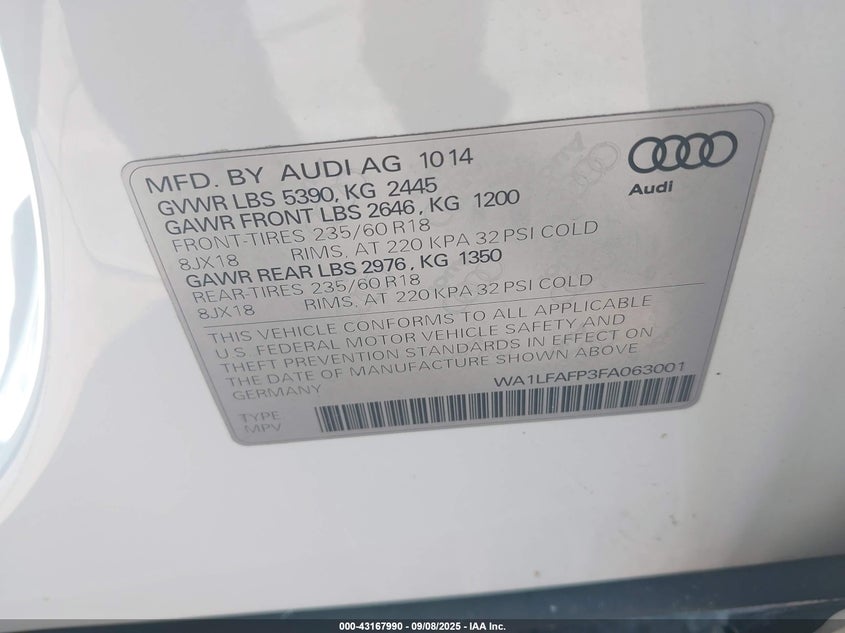 MFD. BY AUDI AG 1014
GVWR LBS 5390, KG 2445
GAWR FRONT LBS 2646, KG 1200
FRONT-TIRES 235/60 R18
8JX18 RIMS, AT 220 KPA 32 PSI COLD
GAWR REAR LBS 2976, KG 1350
REAR-TIRES 235/60 R18
8JX18 RIMS, AT 220 KPA 32 PSI COLD
Audi
THIS VEHICLE CONFORMS TO ALL APPLICABLE
U.S. FEDERAL MOTOR VEHICLE SAFETY AND
THEFT PREVENTION STANDARDS IN EFFECT ON
THE DATE OF MANUFACTURE SHOWN ABOVE.
GERMANY WA1LFAFP3FA063001
TYPE
MPV
000-43167990 - 09/08/2025 - IAA Inc.